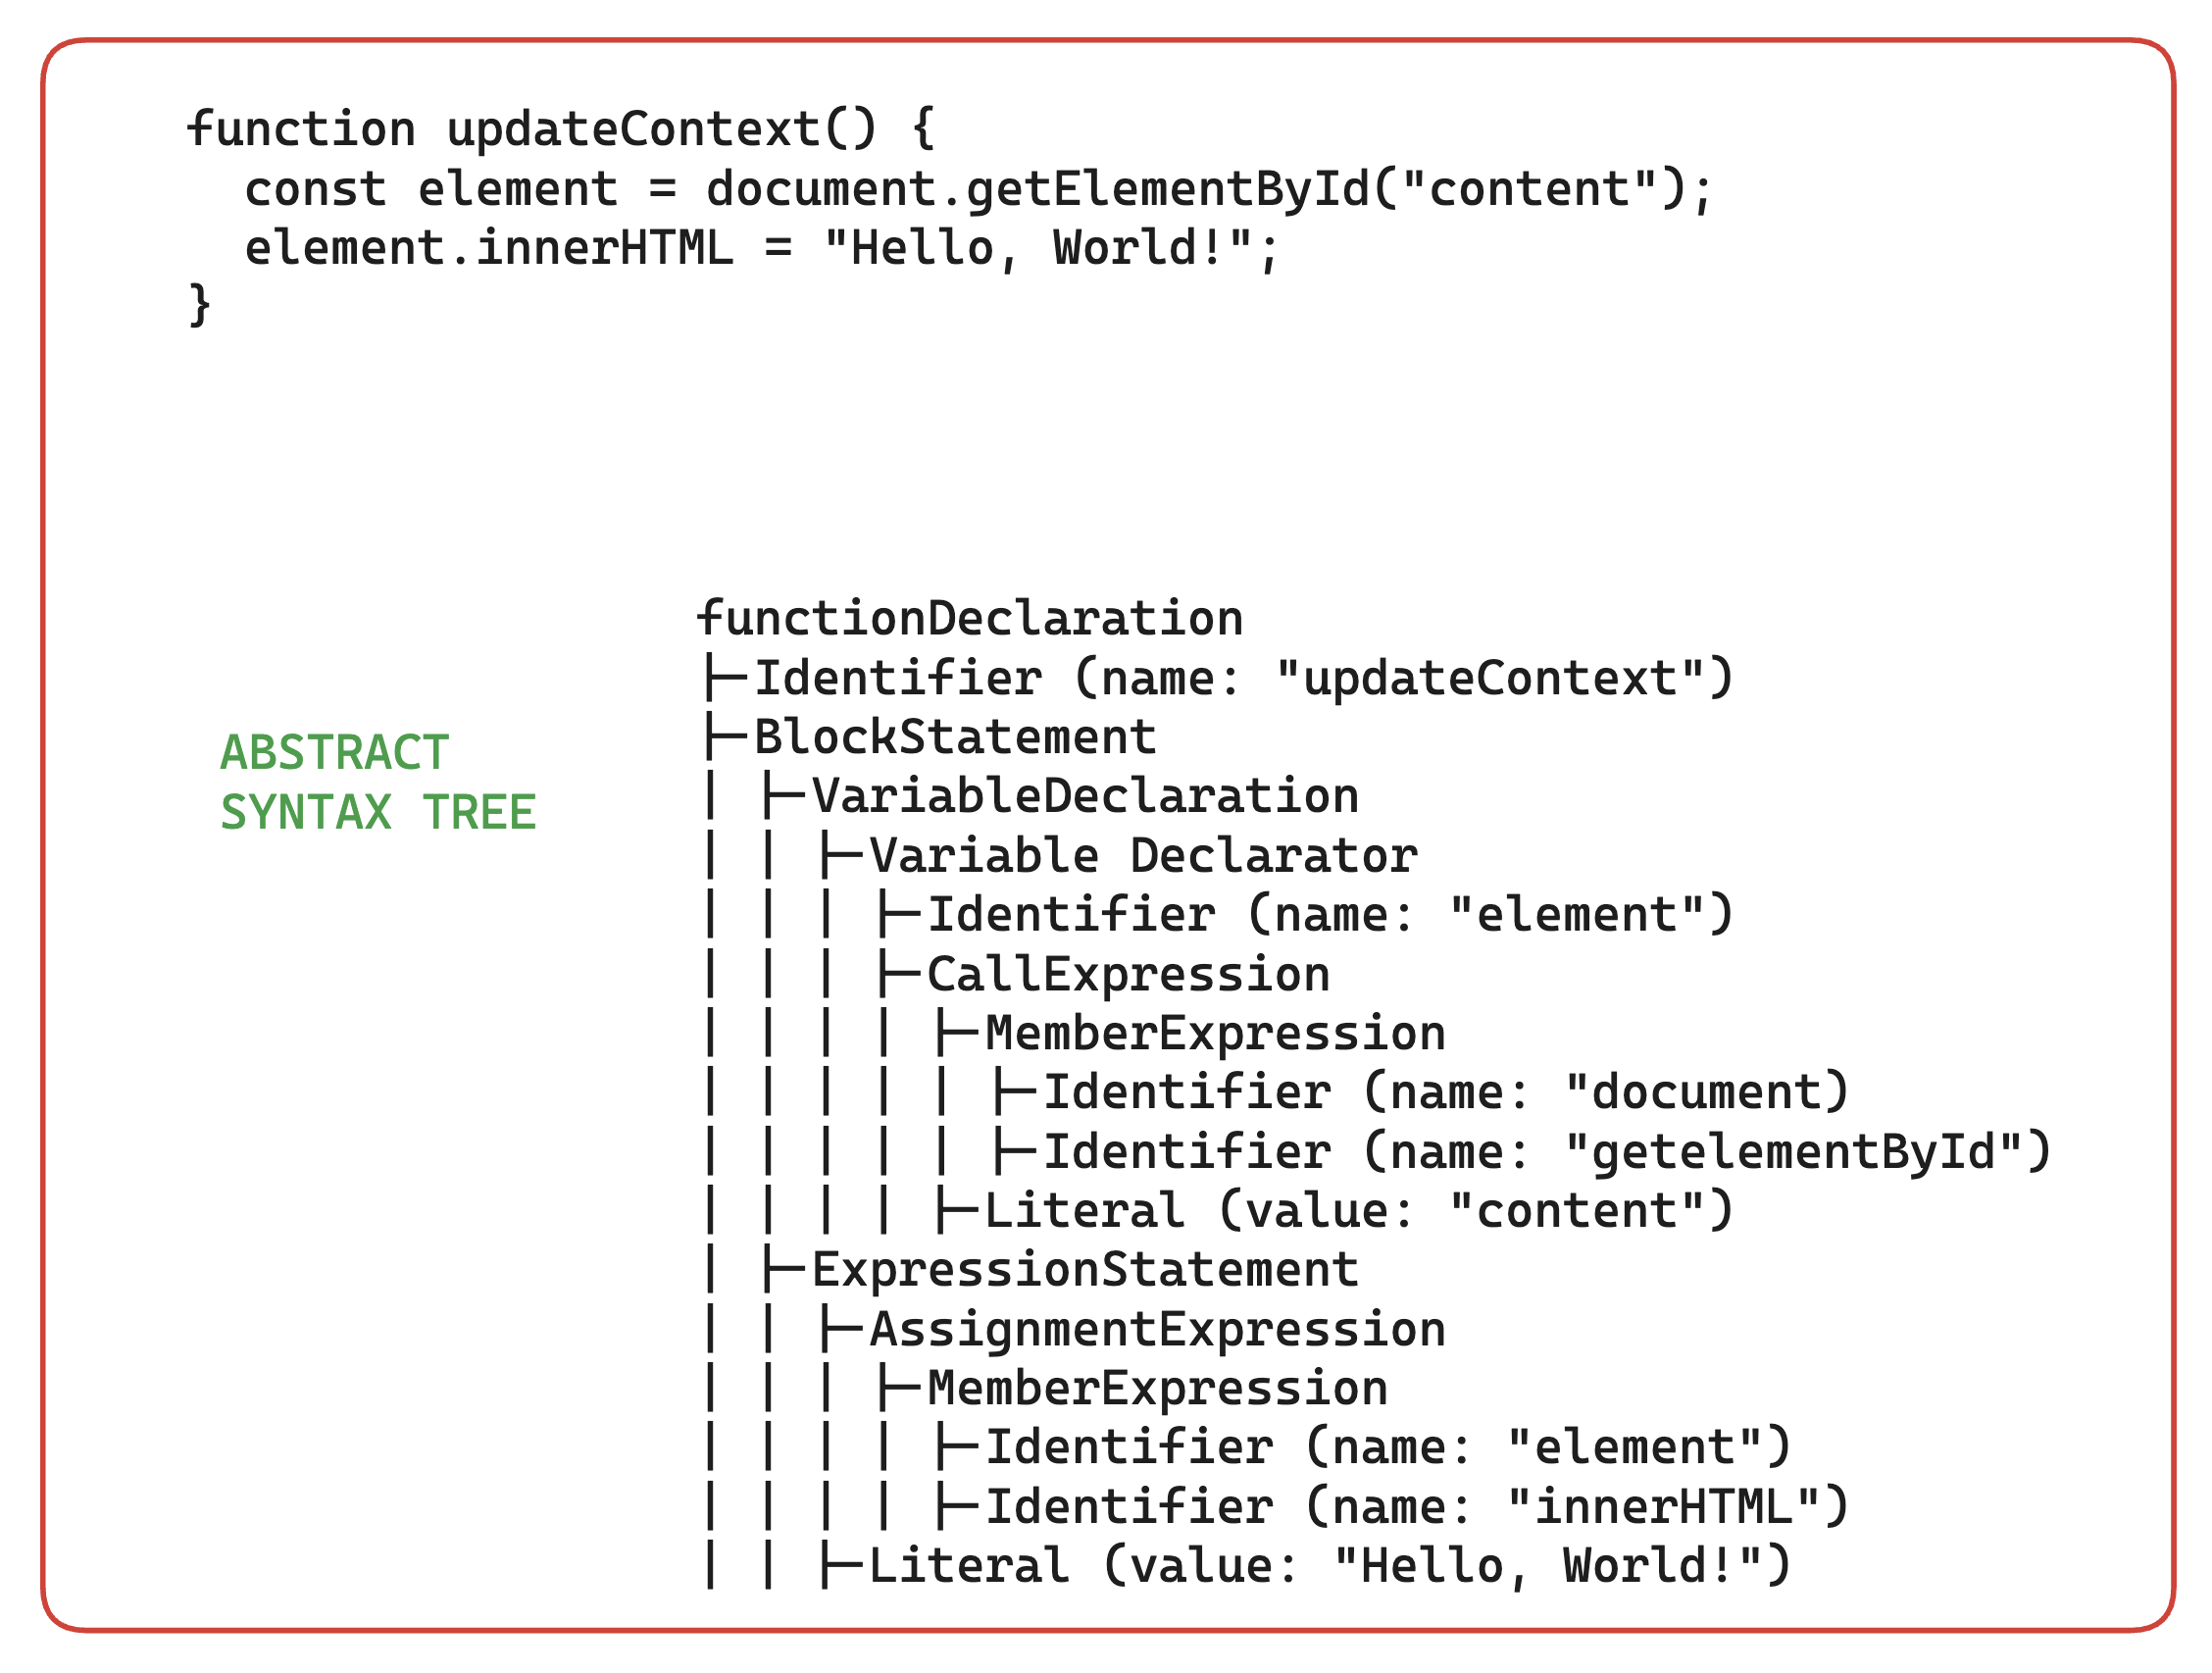 function updateContext() {
  const element = document.getElementById("content");
  element.innerHTML = "Hello, World!";
}
ABSTRACT
SYNTAX TREE
functionDeclaration
├─Identifier (name: "updateContext")
├─BlockStatement
│ ├─VariableDeclaration
│ │ ├─Variable Declarator
│ │ │ ├─Identifier (name: "element")
│ │ │ ├─CallExpression
│ │ │ │ ├─MemberExpression
│ │ │ │ │ ├─Identifier (name: "document)
│ │ │ │ │ ├─Identifier (name: "getelementById")
│ │ │ │ ├─Literal (value: "content")
│ ├─ExpressionStatement
│ │ ├─AssignmentExpression
│ │ │ ├─MemberExpression
│ │ │ │ ├─Identifier (name: "element")
│ │ │ │ ├─Identifier (name: "innerHTML")
│ │ ├─Literal (value: "Hello, World!")